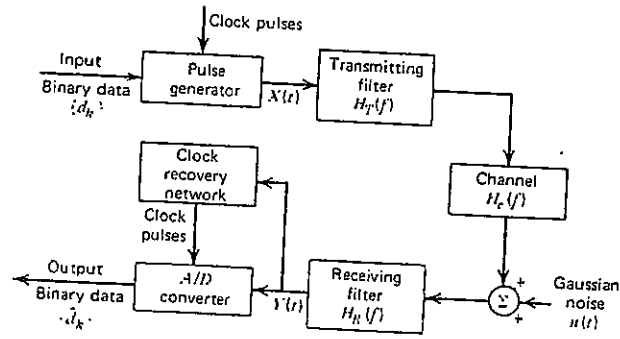 Clock pulses
Input
Binary data
{d_k}
Pulse
generator
X(t)
Transmitting
filter
H_T(f)
Channel
H_c(f)
Clock
recovery
network
Clock
pulses
Output
Binary data
{d̂_k}
A/D
converter
Y(t)
Receiving
filter
H_R(f)
Σ
+
+
Gaussian
noise
n(t)